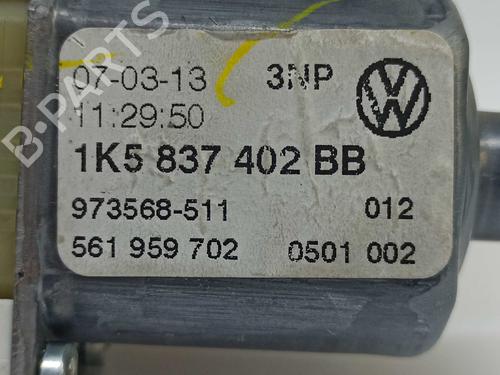 07-03-13 3NP
11:29:50
1K5 837 402 BB
973568-511 012
561 959 702 0501 002
B-PARTS